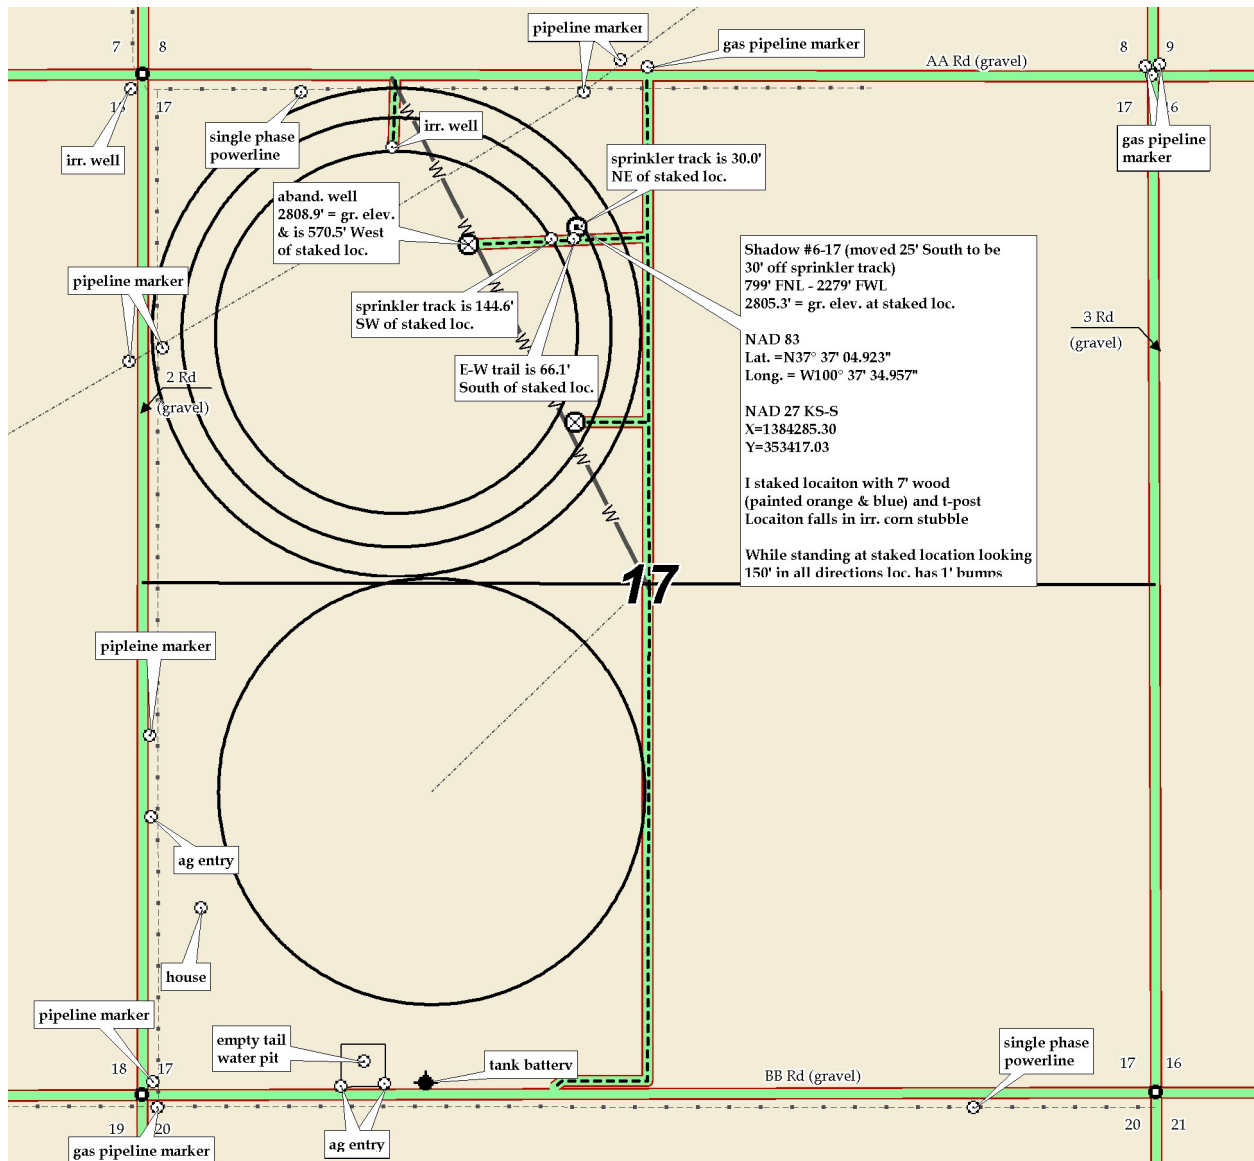 7
8
pipeline marker
gas pipeline marker
AA Rd (gravel)
8
9
17
17
16
irr. well
single phase
powerline
irr. well
gas pipeline
marker
sprinkler track is 30.0'
NE of staked loc.
aband. well
2808.9' = gr. elev.
& is 570.5' West
of staked loc.
W
W
W
W
W
W
pipeline marker
sprinkler track is 144.6'
SW of staked loc.
E-W trail is 66.1'
South of staked loc.
2 Rd
(gravel)
3 Rd
(gravel)
Shadow #6-17 (moved 25' South to be
30' off sprinkler track)
799' FNL - 2279' FWL
2805.3' = gr. elev. at staked loc.
NAD 83
Lat. =N37° 37' 04.923"
Long. = W100° 37' 34.957"
NAD 27 KS-S
X=1384285.30
Y=353417.03
I staked locaiton with 7' wood
(painted orange & blue) and t-post
Locaiton falls in irr. corn stubble
While standing at staked location looking
150' in all directions loc. has 1' bumps
17
pipleine marker
ag entry
house
pipeline marker
empty tail
water pit
tank battery
BB Rd (gravel)
single phase
powerline
18
17
17
16
19
20
20
21
gas pipeline marker
ag entry